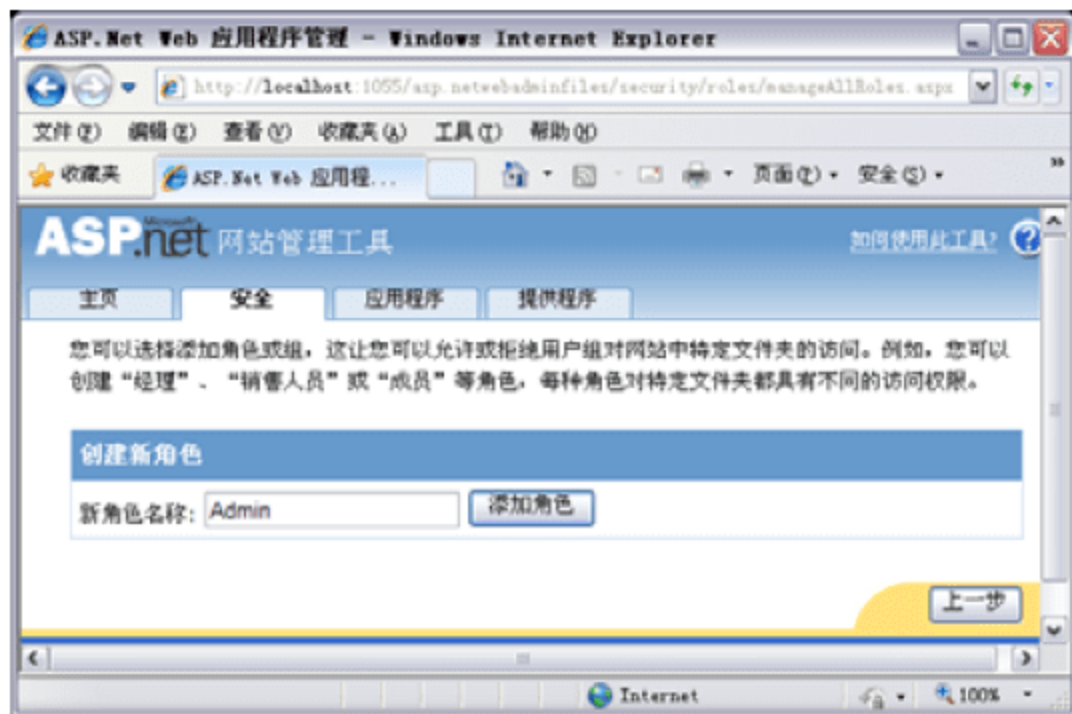 ASP.Net Web 应用程序管理 - Windows Internet Explorer
http://localhost:1055/asp.netwebadminfiles/security/roles/manageAllRoles.aspx
文件(F) 编辑(E) 查看(V) 收藏夹(A) 工具(T) 帮助(H)
收藏夹 ASP.Net Web 应用程... 页面(P) 安全(S) »
Microsoft
ASP.net 网站管理工具 如何使用此工具? ?
主页 安全 应用程序 提供程序
您可以选择添加角色或组，这让您可以允许或拒绝用户组对网站中特定文件夹的访问。例如，您可以
创建“经理”、“销售人员”或“成员”等角色，每种角色对特定文件夹都具有不同的访问权限。
创建新角色
新角色名称: Admin 添加角色
上一步
Internet 100%